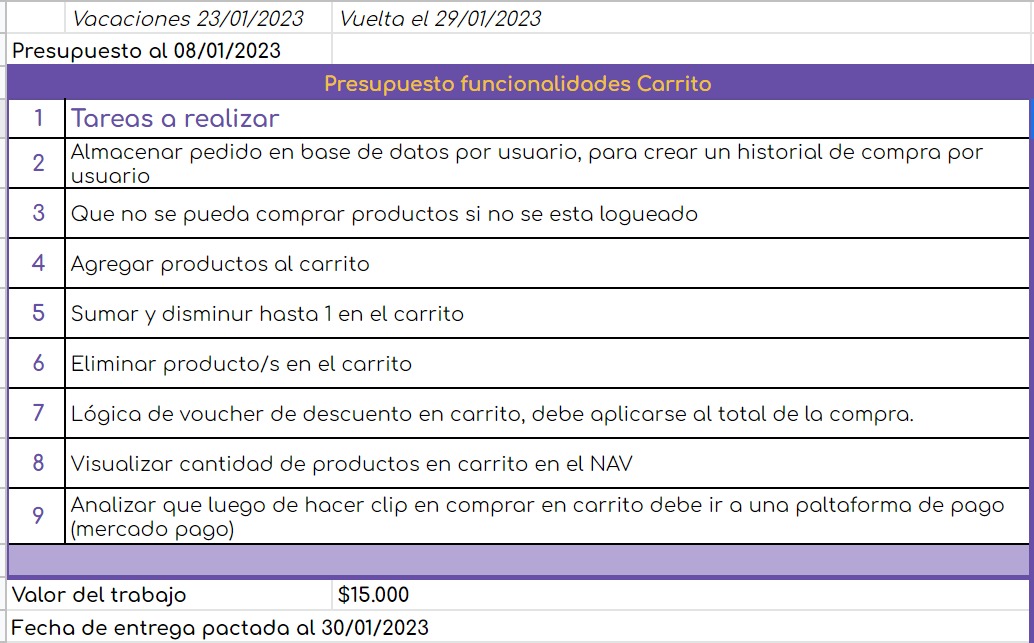 Vacaciones 23/01/2023 Vuelta el 29/01/2023
Presupuesto al 08/01/2023
Presupuesto funcionalidades Carrito
1 Tareas a realizar
2 Almacenar pedido en base de datos por usuario, para crear un historial de compra por
usuario
3 Que no se pueda comprar productos si no se esta logueado
4 Agregar productos al carrito
5 Sumar y disminur hasta 1 en el carrito
6 Eliminar producto/s en el carrito
7 Lógica de voucher de descuento en carrito, debe aplicarse al total de la compra.
8 Visualizar cantidad de productos en carrito en el NAV
9 Analizar que luego de hacer clip en comprar en carrito debe ir a una paltaforma de pago
(mercado pago)
Valor del trabajo $15.000
Fecha de entrega pactada al 30/01/2023